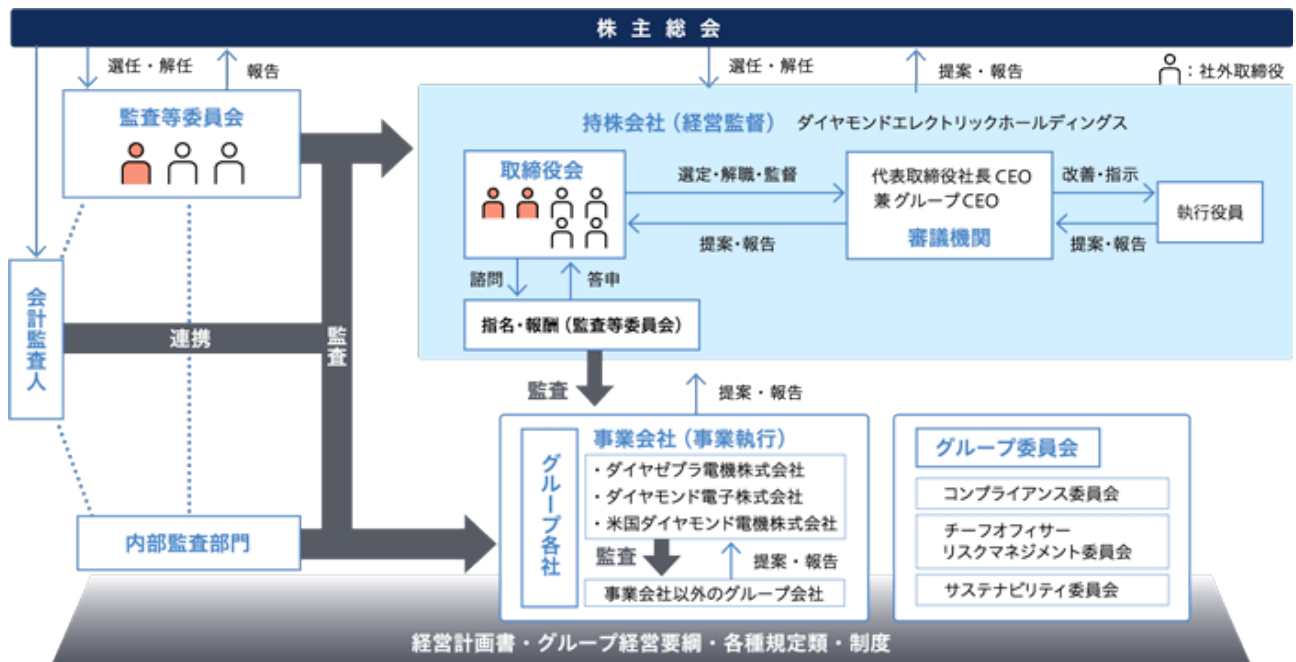 株主総会
選任・解任
報告
選任・解任
提案・報告
：社外取締役
監査等委員会
持株会社（経営監督） ダイヤモンドエレクトリックホールディングス
取締役会
選定・解職・監督
提案・報告
代表取締役社長 CEO
兼 グループ CEO
審議機関
改善・指示
提案・報告
執行役員
諮問
答申
指名・報酬（監査等委員会）
会計監査人
連携
監査
監査
提案・報告
グループ各社
事業会社（事業執行）
・ダイヤゼブラ電機株式会社
・ダイヤモンド電子株式会社
・米国ダイヤモンド電機株式会社
監査
提案・報告
事業会社以外のグループ会社
グループ委員会
コンプライアンス委員会
チーフオフィサー
リスクマネジメント委員会
サステナビリティ委員会
内部監査部門
経営計画書・グループ経営要綱・各種規定類・制度